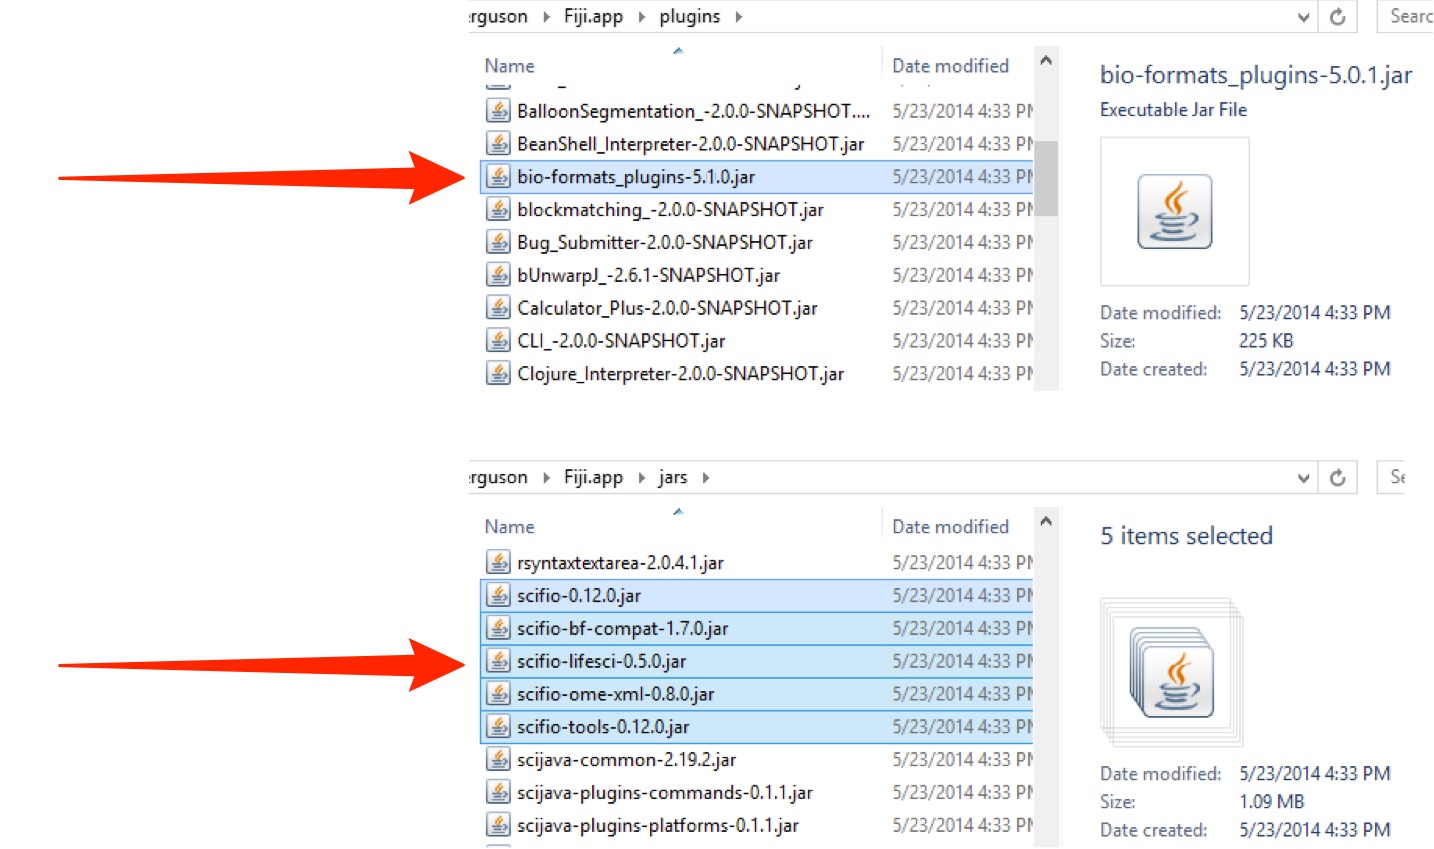 erguson Fiji.app plugins Searc
Name Date modified
BalloonSegmentation_-2.0.0-SNAPSHOT.... 5/23/2014 4:33 PM
BeanShell_Interpreter-2.0.0-SNAPSHOT.jar 5/23/2014 4:33 PM
bio-formats_plugins-5.1.0.jar 5/23/2014 4:33 PM
blockmatching_-2.0.0-SNAPSHOT.jar 5/23/2014 4:33 PM
Bug_Submitter-2.0.0-SNAPSHOT.jar 5/23/2014 4:33 PM
bUnwarpJ_-2.6.1-SNAPSHOT.jar 5/23/2014 4:33 PM
Calculator_Plus-2.0.0-SNAPSHOT.jar 5/23/2014 4:33 PM
CLI_-2.0.0-SNAPSHOT.jar 5/23/2014 4:33 PM
Clojure_Interpreter-2.0.0-SNAPSHOT.jar 5/23/2014 4:33 PM
bio-formats_plugins-5.0.1.jar
Executable Jar File
Date modified: 5/23/2014 4:33 PM
Size: 225 KB
Date created: 5/23/2014 4:33 PM
erguson Fiji.app jars Se
Name Date modified
rsyntaxtextarea-2.0.4.1.jar 5/23/2014 4:33 PM
scifio-0.12.0.jar 5/23/2014 4:33 PM
scifio-bf-compat-1.7.0.jar 5/23/2014 4:33 PM
scifio-lifesci-0.5.0.jar 5/23/2014 4:33 PM
scifio-ome-xml-0.8.0.jar 5/23/2014 4:33 PM
scifio-tools-0.12.0.jar 5/23/2014 4:33 PM
scijava-common-2.19.2.jar 5/23/2014 4:33 PM
scijava-plugins-commands-0.1.1.jar 5/23/2014 4:33 PM
scijava-plugins-platforms-0.1.1.jar 5/23/2014 4:33 PM
5 items selected
Date modified: 5/23/2014 4:33 PM
Size: 1.09 MB
Date created: 5/23/2014 4:33 PM